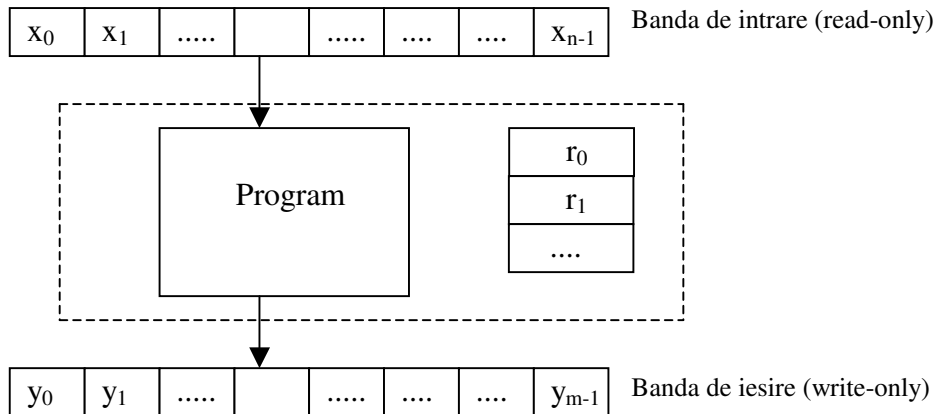 x₀ x₁ ..... ..... .... .... xₙ₋₁ Banda de intrare (read-only)
r₀
Program r₁
....
y₀ y₁ ..... ..... .... .... yₘ₋₁ Banda de iesire (write-only)